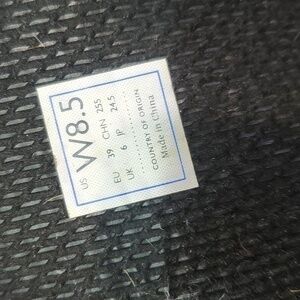 US W8.5
EU 39 CHN 255
UK 6 JP 24.5
COUNTRY OF ORIGIN
Made in China